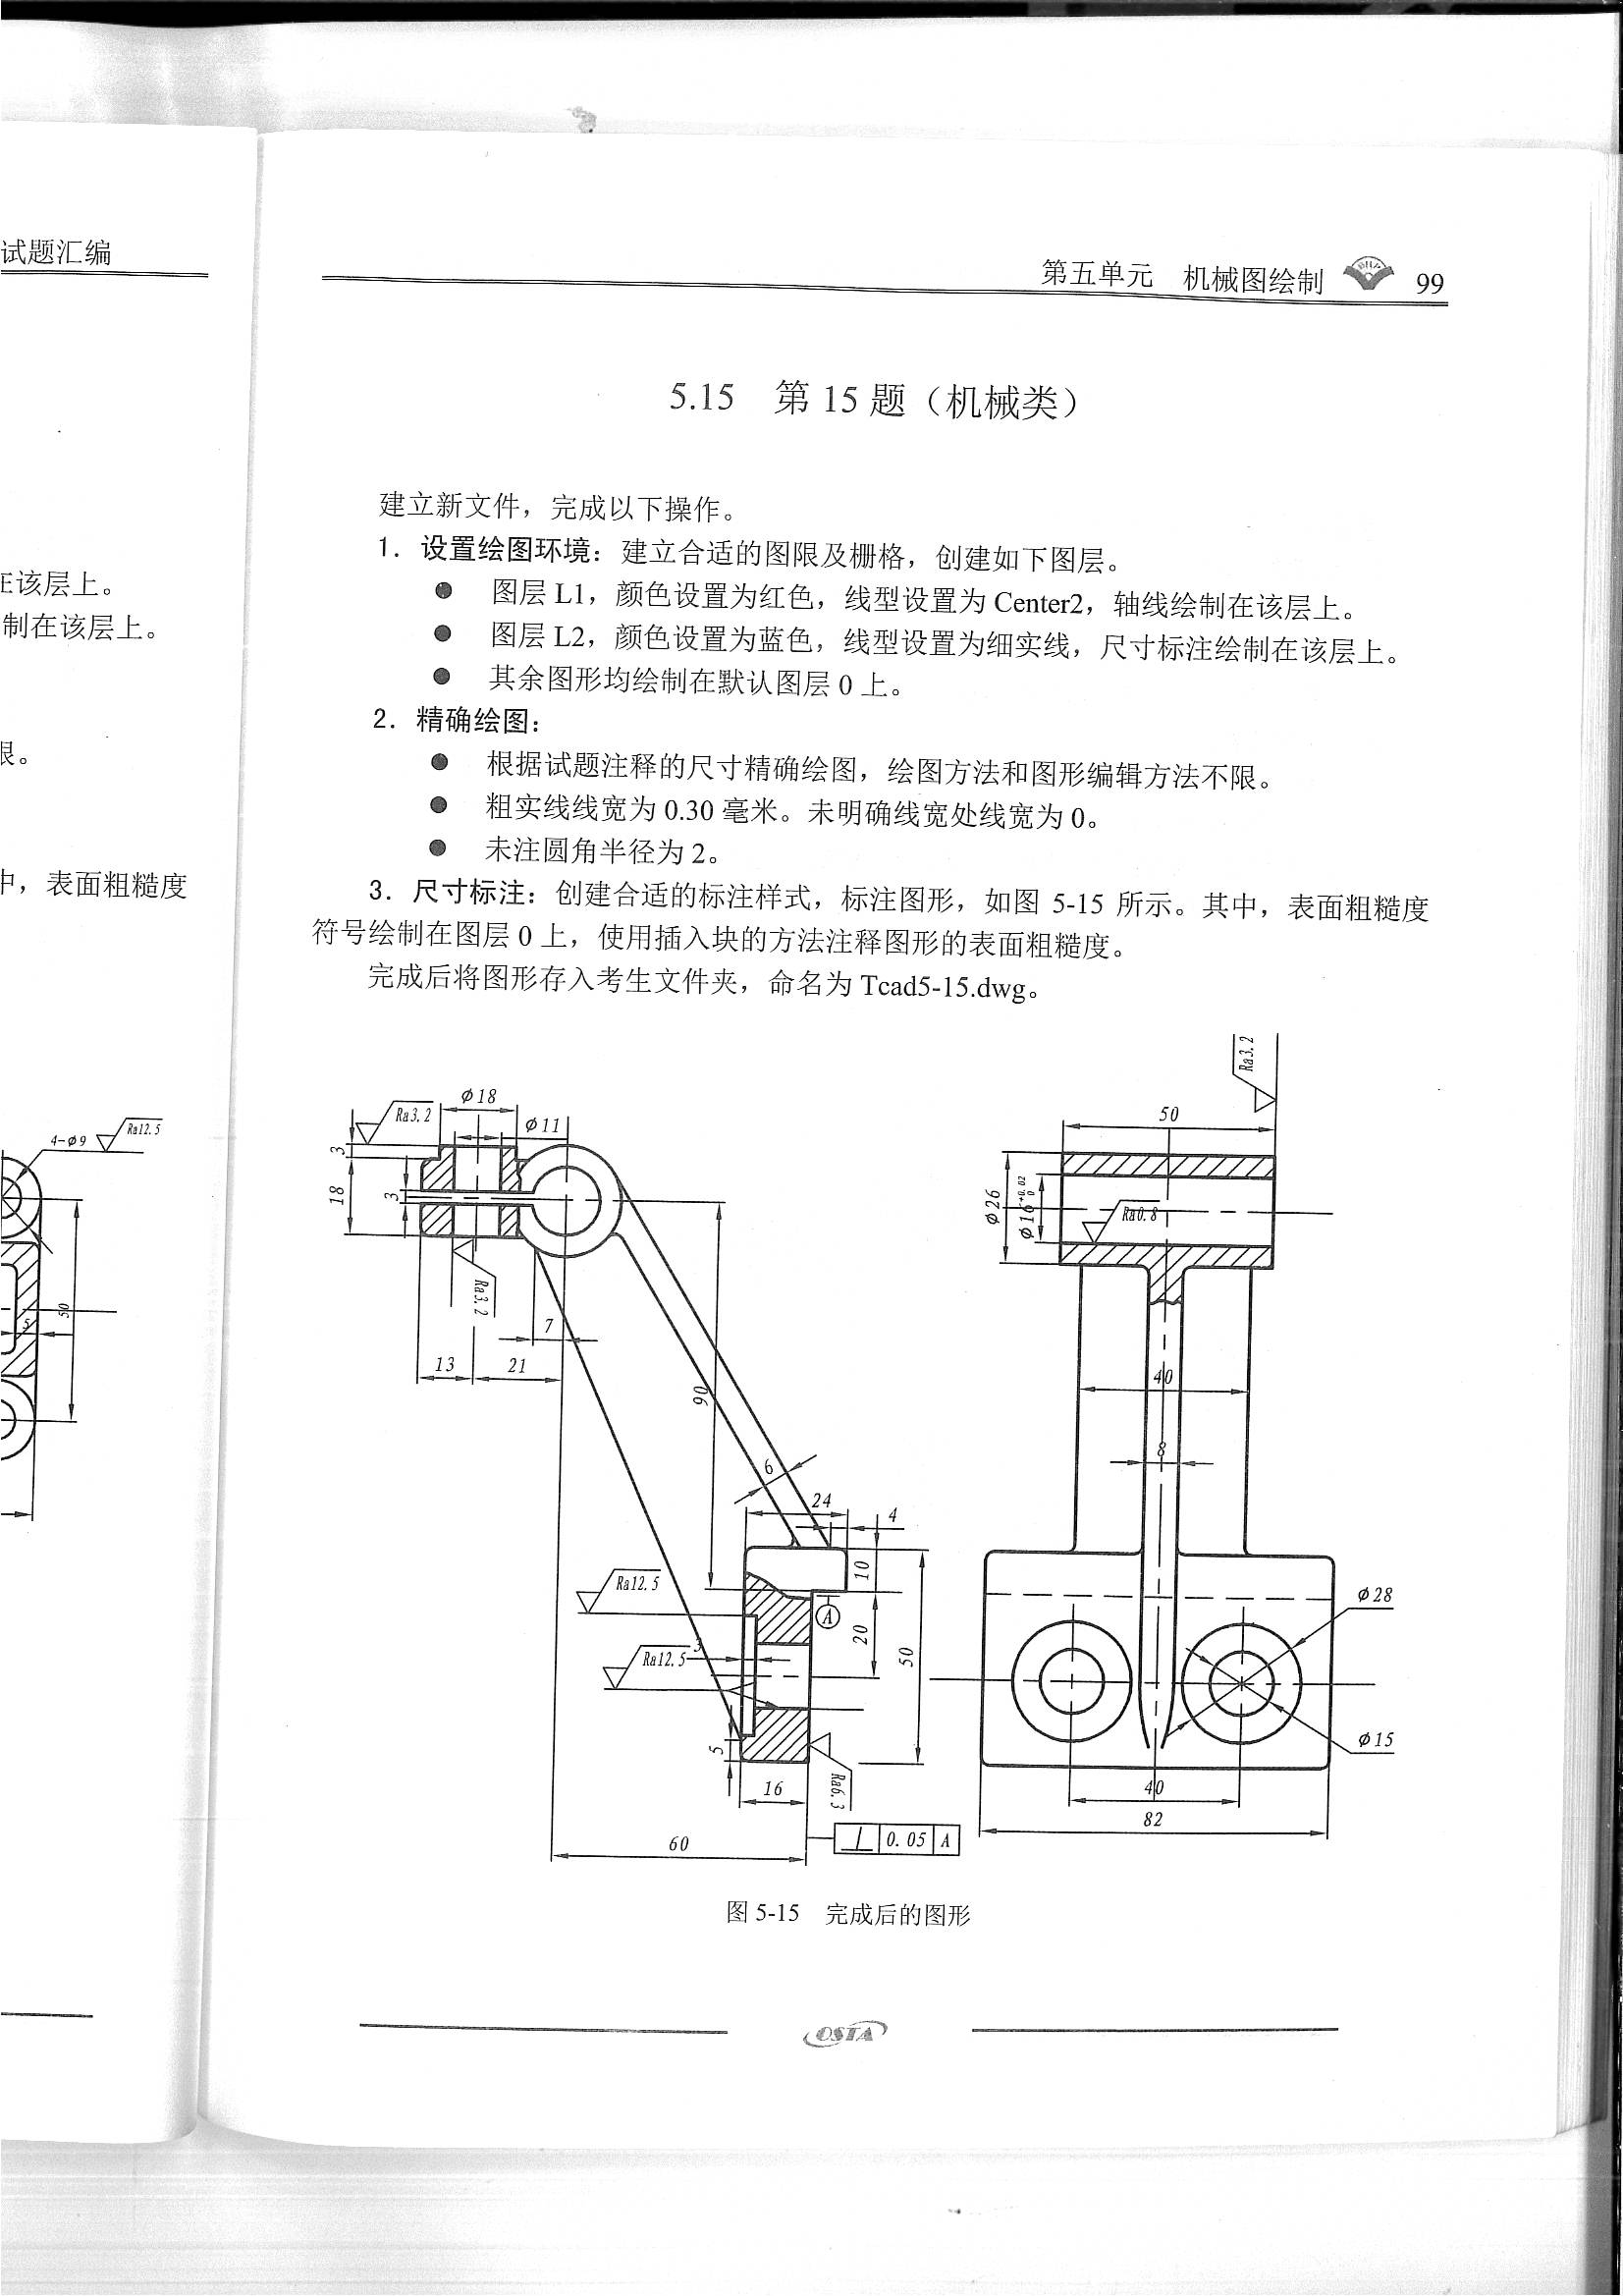 试题汇编
在该层上。
制在该层上。
限。
中，表面粗糙度
4-φ9
Ra12.5
50
5
第五单元 机械图绘制 99
5.15 第 15 题（机械类）
建立新文件，完成以下操作。
1．设置绘图环境：建立合适的图限及栅格，创建如下图层。
● 图层 L1，颜色设置为红色，线型设置为 Center2，轴线绘制在该层上。
● 图层 L2，颜色设置为蓝色，线型设置为细实线，尺寸标注绘制在该层上。
● 其余图形均绘制在默认图层 0 上。
2．精确绘图：
● 根据试题注释的尺寸精确绘图，绘图方法和图形编辑方法不限。
● 粗实线线宽为 0.30 毫米。未明确线宽处线宽为 0。
● 未注圆角半径为 2。
3．尺寸标注：创建合适的标注样式，标注图形，如图 5-15 所示。其中，表面粗糙度
符号绘制在图层 0 上，使用插入块的方法注释图形的表面粗糙度。
完成后将图形存入考生文件夹，命名为 Tcad5-15.dwg。
Ra3.2
φ18
φ11
3
18
3
Ra3.2
7
13
21
90
6
24
4
10
Ra12.5
A
20
50
3
Ra12.5
5
16
Ra6.3
60
⊥ 0.05 A
Ra3.2
50
φ26
φ16 +0.02 0
Ra0.8
40
8
φ28
φ15
40
82
图 5-15 完成后的图形
OSTA